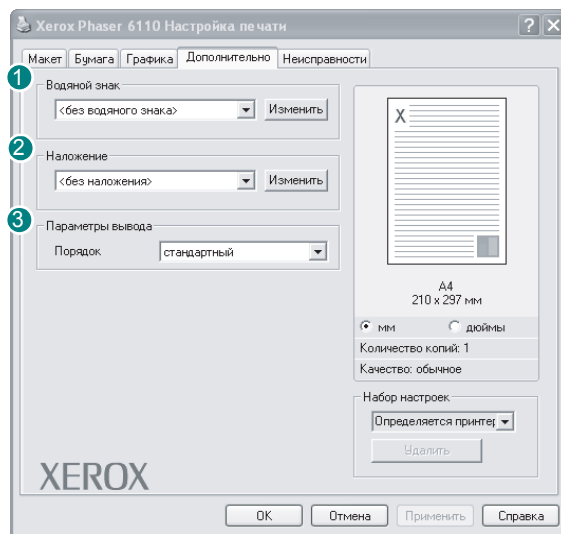 Xerox Phaser 6110 Настройка печати
Макет Бумага Графика Дополнительно Неисправности
1
Водяной знак
<без водяного знака> Изменить
2
Наложение
<без наложения> Изменить
3
Параметры вывода
Порядок стандартный
X
A4
210 x 297 мм
мм дюймы
Количество копий: 1
Качество: обычное
Набор настроек
Определяется принтер
Удалить
XEROX
OK Отмена Применить Справка